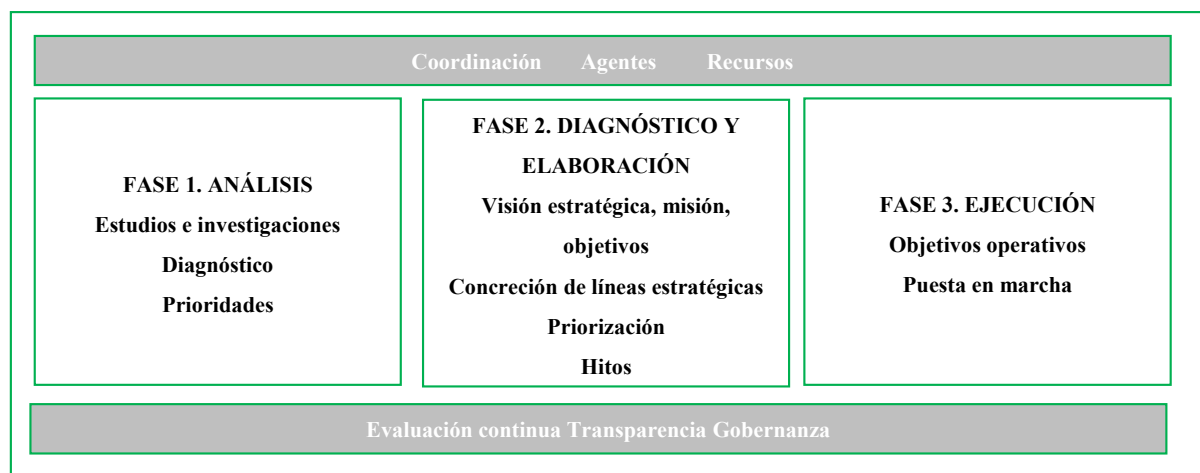 Coordinación Agentes Recursos
FASE 1. ANÁLISIS
Estudios e investigaciones
Diagnóstico
Prioridades
FASE 2. DIAGNÓSTICO Y
ELABORACIÓN
Visión estratégica, misión,
objetivos
Concreción de líneas estratégicas
Priorización
Hitos
FASE 3. EJECUCIÓN
Objetivos operativos
Puesta en marcha
Evaluación continua Transparencia Gobernanza